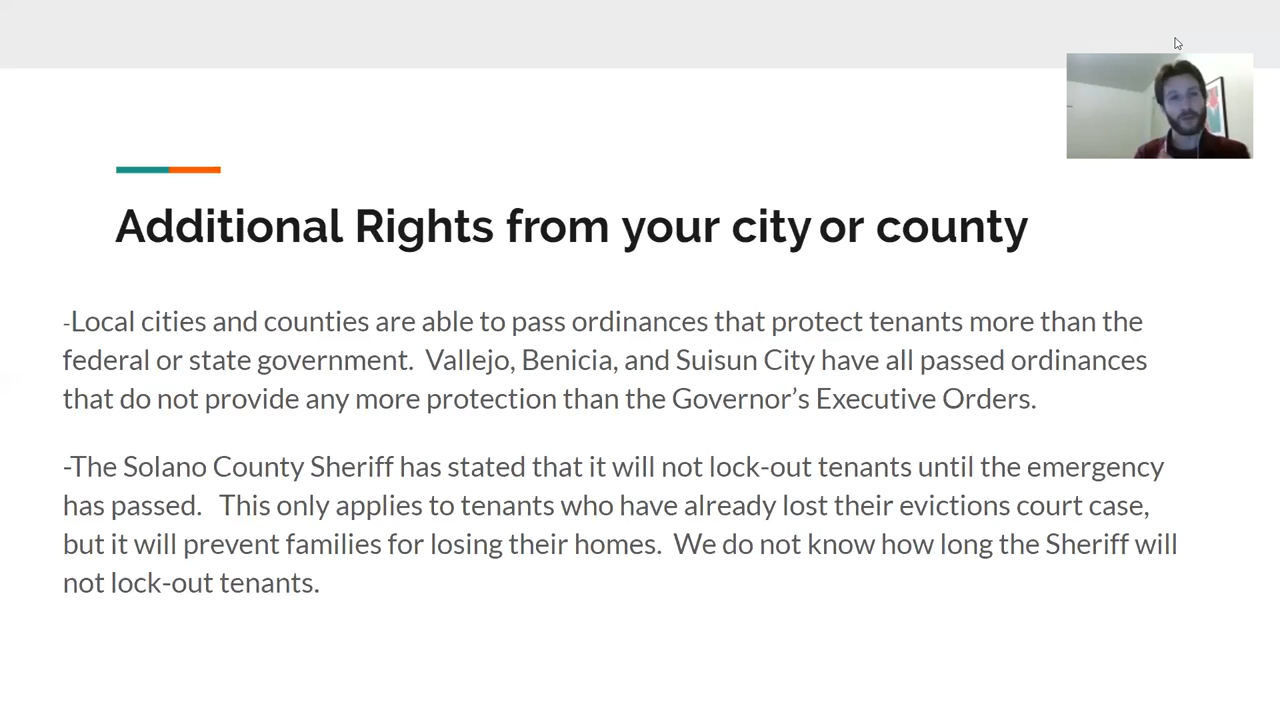 Additional Rights from your city or county
-Local cities and counties are able to pass ordinances that protect tenants more than the
federal or state government.  Vallejo, Benicia, and Suisun City have all passed ordinances
that do not provide any more protection than the Governor’s Executive Orders.
-The Solano County Sheriff has stated that it will not lock-out tenants until the emergency
has passed.   This only applies to tenants who have already lost their evictions court case,
but it will prevent families for losing their homes.  We do not know how long the Sheriff will
not lock-out tenants.